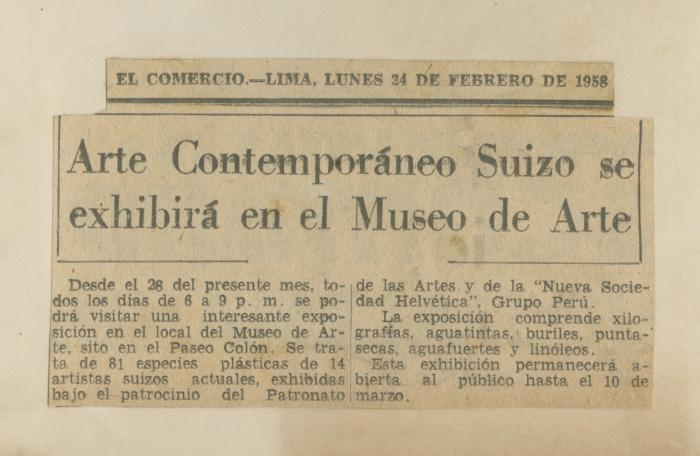 EL COMERCIO.—LIMA, LUNES 24 DE FEBRERO DE 1958
Arte Contemporáneo Suizo se
exhibirá en el Museo de Arte
Desde el 26 del presente mes, to-
dos los días de 6 a 9 p. m. se po-
drá visitar una interesante expo-
sición en el local del Museo de Ar-
te, sito en el Paseo Colón. Se tra-
ta de 81 especies plásticas de 14
artistas suizos actuales, exhibidas
bajo el patrocinio del Patronato
de las Artes y de la "Nueva Socie-
dad Helvética", Grupo Perú.
La exposición comprende xilo-
grafías, aguatintas, buriles, punta-
secas, aguafuertes y linóleos.
Esta exhibición permanecerá a-
bierta al público hasta el 10 de
marzo.